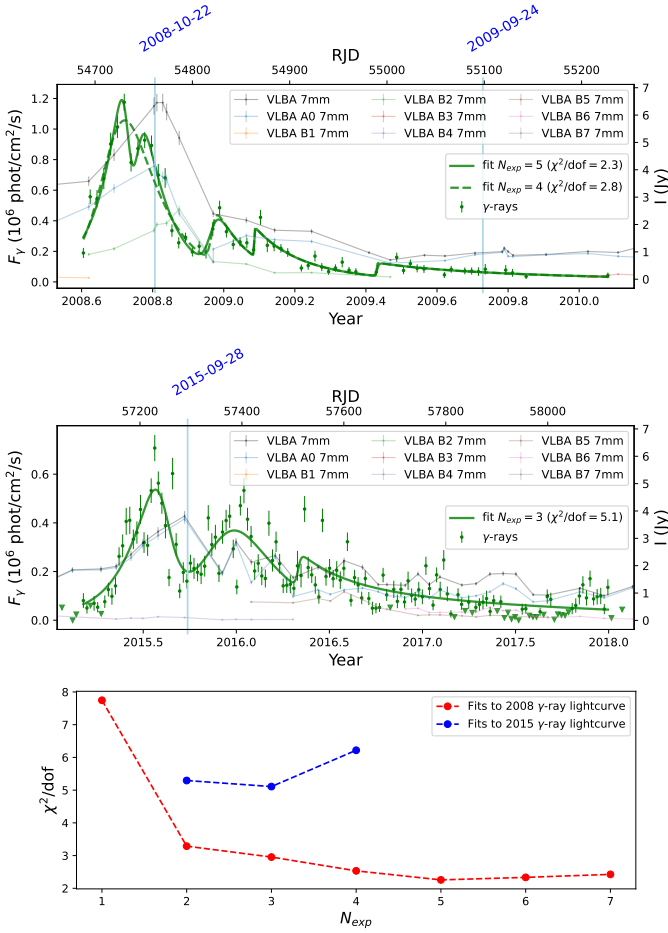 2008-10-22
2009-09-24
RJD
54700 54800 54900 55000 55100 55200
VLBA 7mm VLBA B2 7mm VLBA B5 7mm
VLBA A0 7mm VLBA B3 7mm VLBA B6 7mm
VLBA B1 7mm VLBA B4 7mm VLBA B7 7mm
fit N_exp = 5 (χ²/dof = 2.3)
fit N_exp = 4 (χ²/dof = 2.8)
γ-rays
F_γ (10⁶ phot/cm²/s)
1.2
1.0
0.8
0.6
0.4
0.2
0.0
7
6
5
4
3
2
1
0
I (Jy)
2008.6 2008.8 2009.0 2009.2 2009.4 2009.6 2009.8 2010.0
Year
2015-09-28
RJD
57200 57400 57600 57800 58000
VLBA 7mm VLBA B2 7mm VLBA B5 7mm
VLBA A0 7mm VLBA B3 7mm VLBA B6 7mm
VLBA B1 7mm VLBA B4 7mm VLBA B7 7mm
fit N_exp = 3 (χ²/dof = 5.1)
γ-rays
F_γ (10⁶ phot/cm²/s)
0.6
0.4
0.2
0.0
7
6
5
4
3
2
1
0
I (Jy)
2015.5 2016.0 2016.5 2017.0 2017.5 2018.0
Year
χ²/dof
8
7
6
5
4
3
2
Fits to 2008 γ-ray lightcurve
Fits to 2015 γ-ray lightcurve
1 2 3 4 5 6 7
N_exp